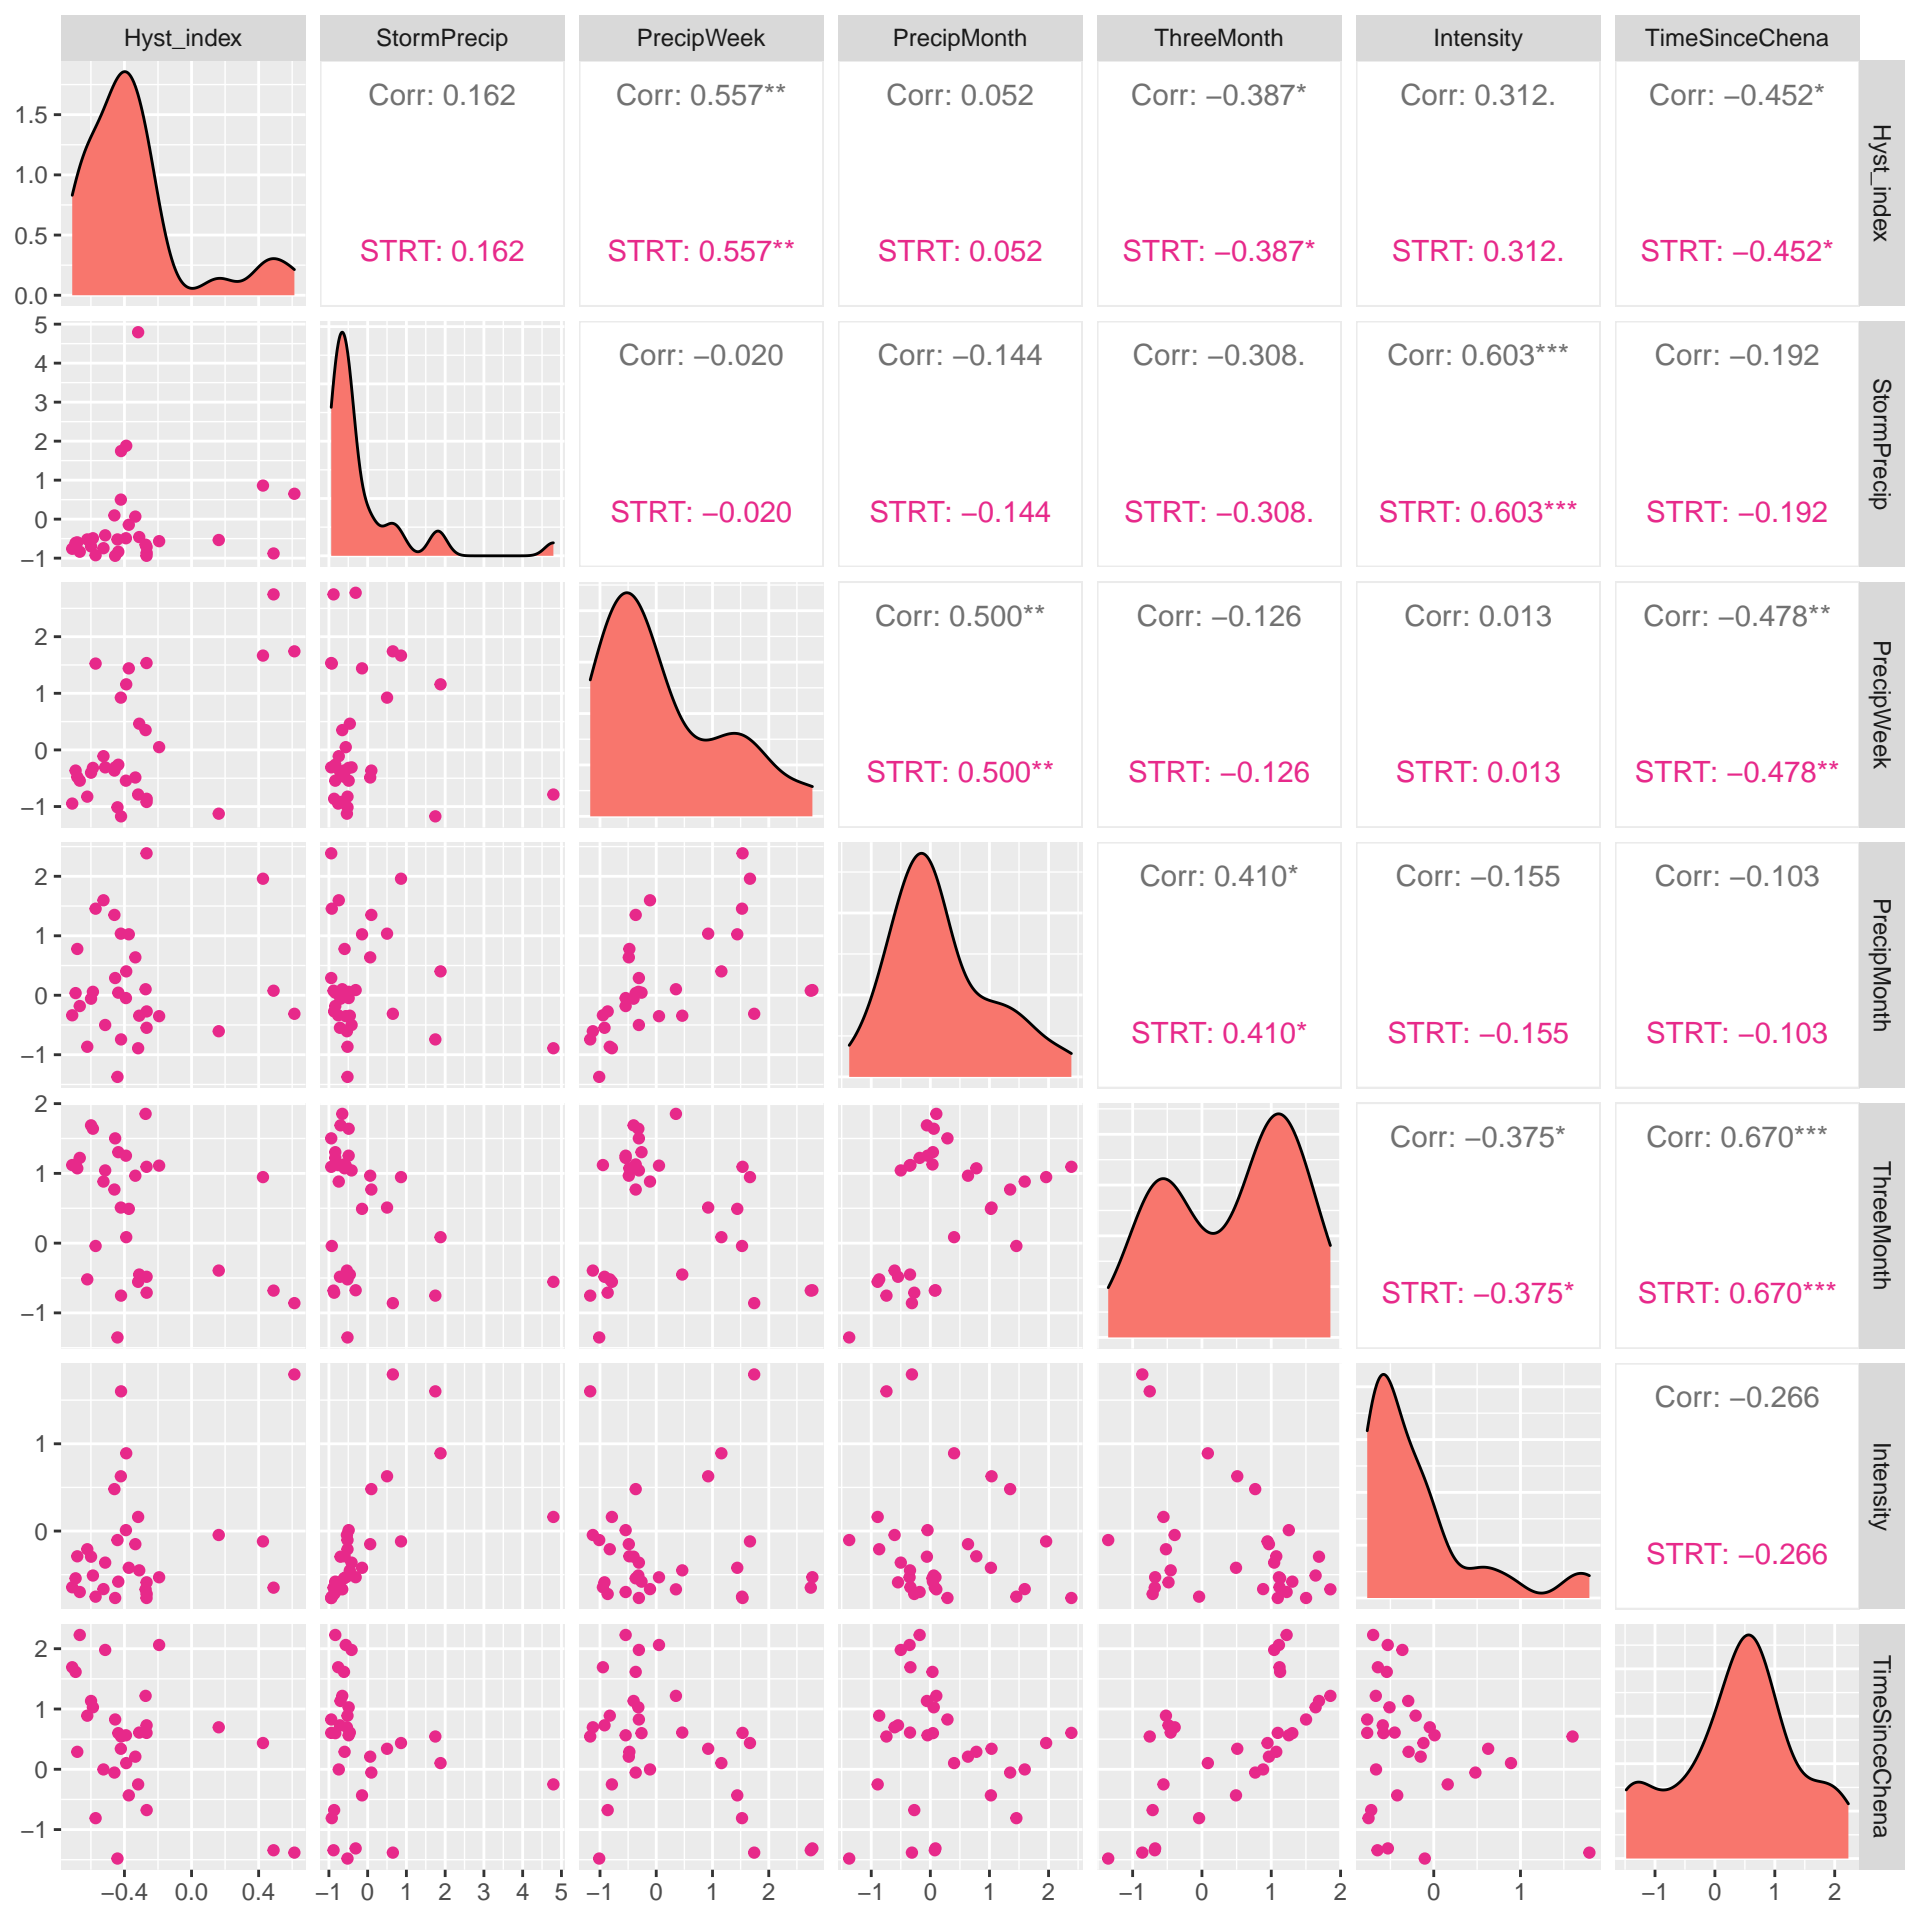 Hyst_index StormPrecip PrecipWeek PrecipMonth ThreeMonth Intensity TimeSinceChena
Corr: 0.162 Corr: 0.557** Corr: 0.052 Corr: −0.387* Corr: 0.312. Corr: −0.452*
1.5
1.0
0.5
0.0
STRT: 0.162 STRT: 0.557** STRT: 0.052 STRT: −0.387* STRT: 0.312. STRT: −0.452*
Hyst_index
5
4
3
2
1
0
−1
Corr: −0.020 Corr: −0.144 Corr: −0.308. Corr: 0.603*** Corr: −0.192
STRT: −0.020 STRT: −0.144 STRT: −0.308. STRT: 0.603*** STRT: −0.192
StormPrecip
2
1
0
−1
Corr: 0.500** Corr: −0.126 Corr: 0.013 Corr: −0.478**
STRT: 0.500** STRT: −0.126 STRT: 0.013 STRT: −0.478**
PrecipWeek
2
1
0
−1
Corr: 0.410* Corr: −0.155 Corr: −0.103
STRT: 0.410* STRT: −0.155 STRT: −0.103
PrecipMonth
2
1
0
−1
Corr: −0.375* Corr: 0.670***
STRT: −0.375* STRT: 0.670***
ThreeMonth
1
0
Corr: −0.266
STRT: −0.266
Intensity
2
1
0
−1
TimeSinceChena
−0.4 0.0 0.4 −1 0 1 2 3 4 5 −1 0 1 2 −1 0 1 2 −1 0 1 2 0 1 −1 0 1 2